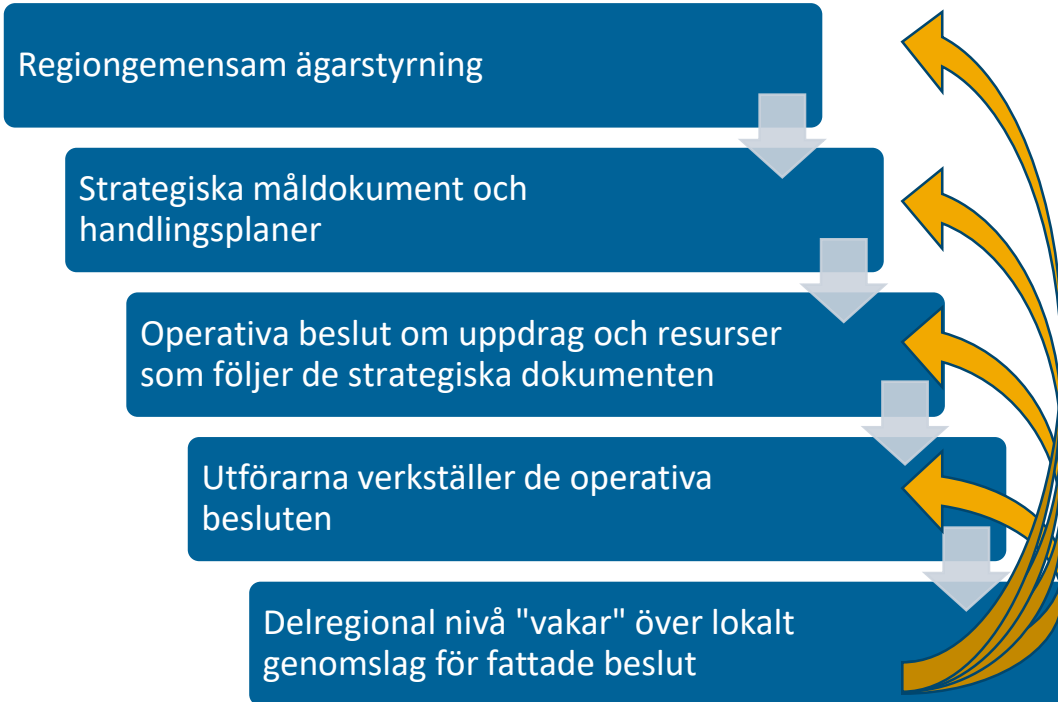 Regiongemensam ägarstyrning
Strategiska måldokument och
handlingsplaner
Operativa beslut om uppdrag och resurser
som följer de strategiska dokumenten
Utförarna verkställer de operativa
besluten
Delregional nivå "vakar" över lokalt
genomslag för fattade beslut